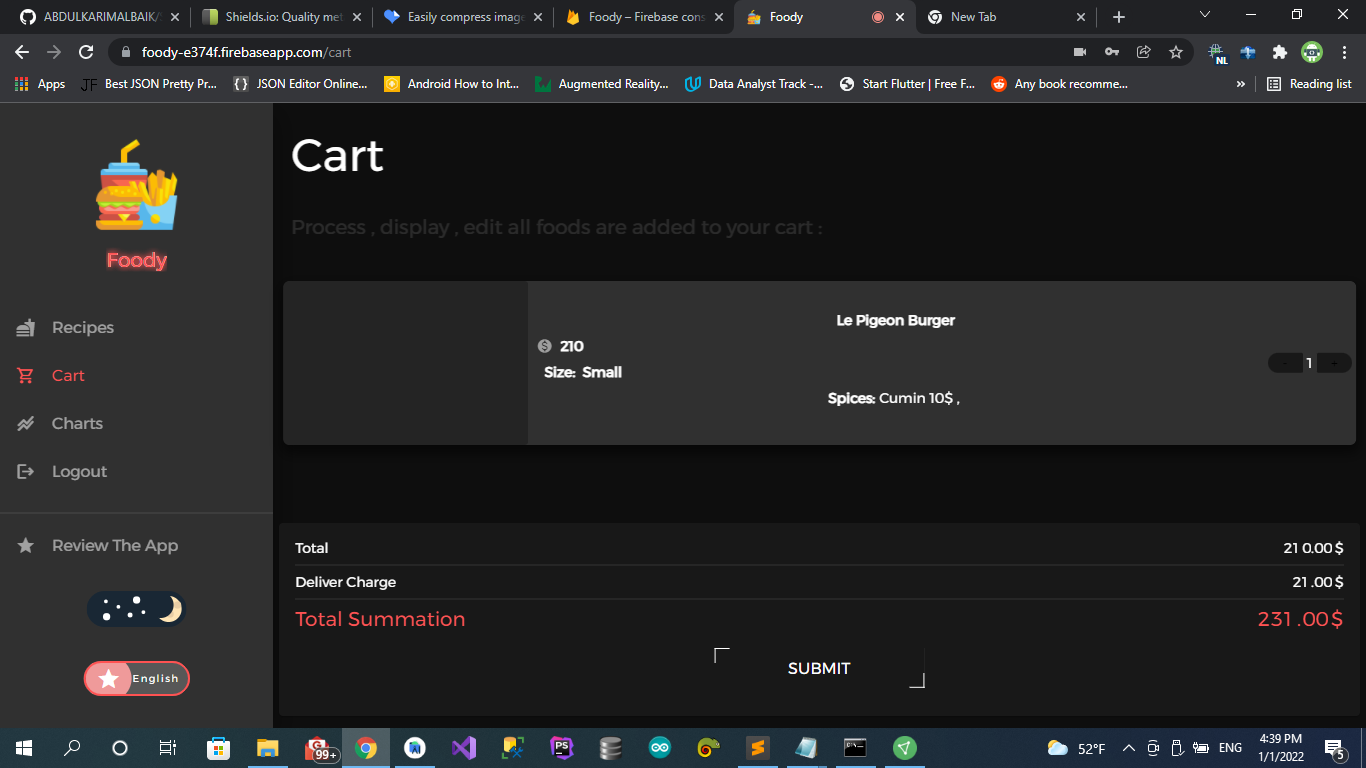 ABDULKARIMALBAIK/
Shields.io: Quality met
Easily compress image
Foody – Firebase cons
Foody
New Tab
foody-e374f.firebaseapp.com/cart
NL
Apps
JF Best JSON Pretty Pr...
{} JSON Editor Online...
Android How to Int...
Augmented Reality...
Data Analyst Track -...
Start Flutter | Free F...
Any book recomme...
»
Reading list
Foody
Recipes
Cart
Charts
Logout
Review The App
English
Cart
Process , display , edit all foods are added to your cart :
Le Pigeon Burger
$ 210
Size: Small
Spices: Cumin 10$ ,
- 1 +
Total 210.00$
Deliver Charge 21.00$
Total Summation 231.00$
SUBMIT
99+
PS
52°F
ENG
4:39 PM
1/1/2022
5